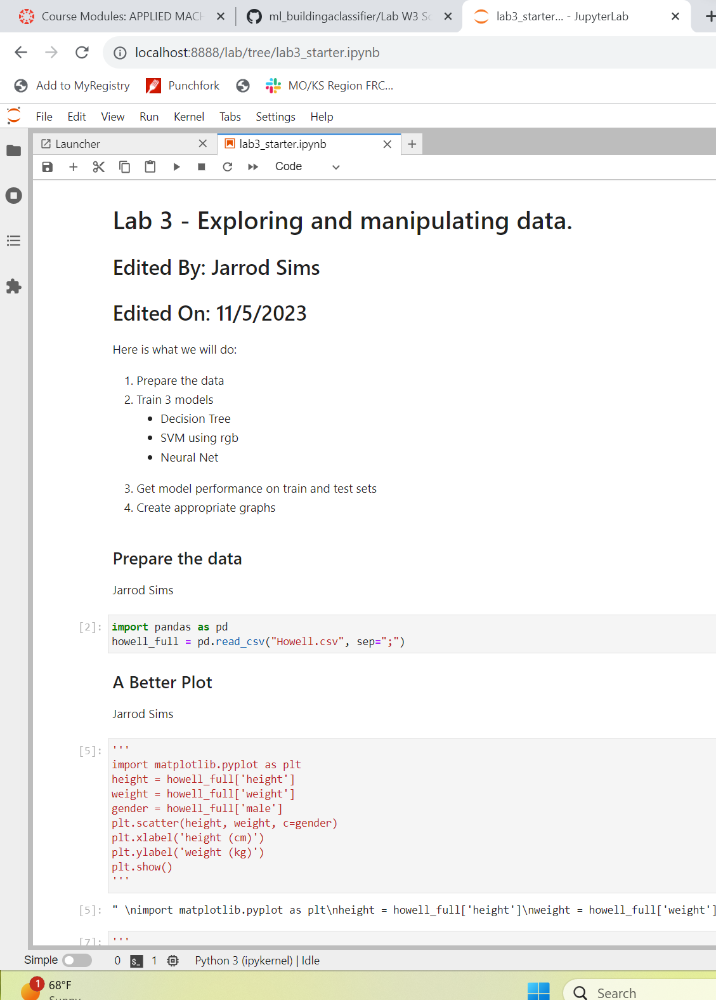 Course Modules: APPLIED MACH
ml_buildingaclassifier/Lab W3 Sc
lab3_starter... - JupyterLab
localhost:8888/lab/tree/lab3_starter.ipynb
Add to MyRegistry
Punchfork
MO/KS Region FRC...
File Edit View Run Kernel Tabs Settings Help
Launcher
lab3_starter.ipynb
Code
Lab 3 - Exploring and manipulating data.
Edited By: Jarrod Sims
Edited On: 11/5/2023
Here is what we will do:
1. Prepare the data
2. Train 3 models
• Decision Tree
• SVM using rgb
• Neural Net
3. Get model performance on train and test sets
4. Create appropriate graphs
Prepare the data
Jarrod Sims
[2]: import pandas as pd
howell_full = pd.read_csv("Howell.csv", sep=";")
A Better Plot
Jarrod Sims
[5]: '''
import matplotlib.pyplot as plt
height = howell_full['height']
weight = howell_full['weight']
gender = howell_full['male']
plt.scatter(height, weight, c=gender)
plt.xlabel('height (cm)')
plt.ylabel('weight (kg)')
plt.show()
'''
[5]: " \nimport matplotlib.pyplot as plt\nheight = howell_full['height']\nweight = howell_full['weight']
[7]: '''
Simple 0 $_ 1 Python 3 (ipykernel) | Idle
1 68°F
Sunny
Search